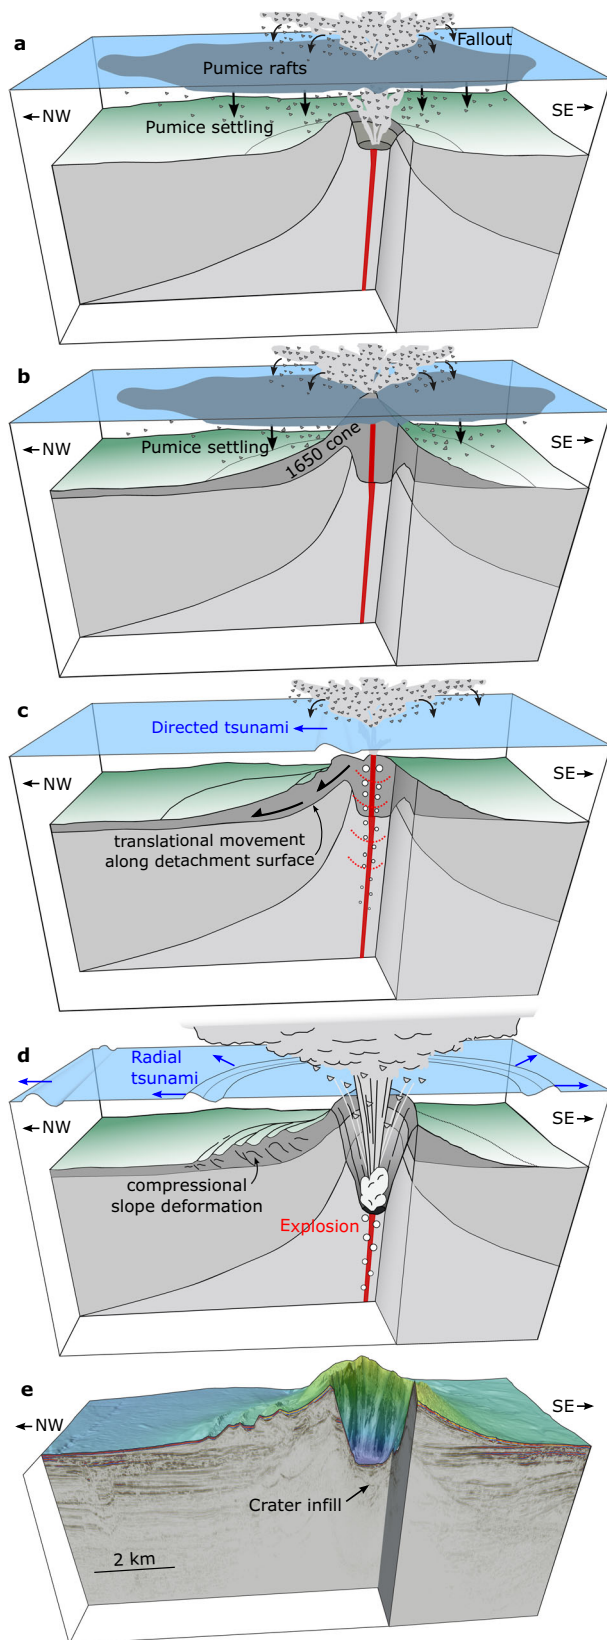 a
Fallout
Pumice rafts
NW
SE
Pumice settling
b
NW
SE
Pumice settling
1650 cone
c
Directed tsunami
NW
SE
translational movement
along detachment surface
d
Radial
tsunami
NW
SE
compressional
slope deformation
Explosion
e
NW
SE
Crater infill
2 km